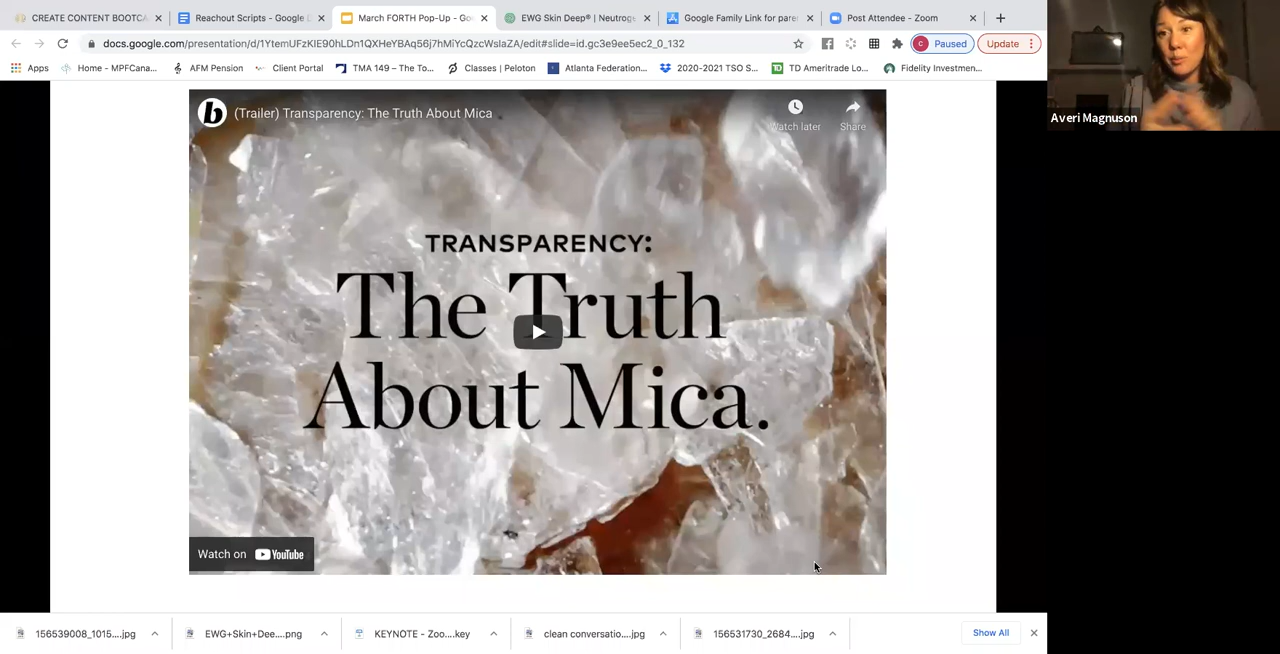 CREATE CONTENT BOOTCA
Reachout Scripts - Google D
March FORTH Pop-Up - Go
EWG Skin Deep® | Neutroge
Google Family Link for pare
Post Attendee - Zoom
docs.google.com/presentation/d/1YtemUFzKIE90hLDn1QXHeYBAq56j7hMiYcQzcWsIaZA/edit#slide=id.gc3e9ee5ec2_0_132
C Paused
Update
Apps
Home - MPFCana...
AFM Pension
Client Portal
TMA 149 – The To...
Classes | Peloton
Atlanta Federation...
2020-2021 TSO S...
TD Ameritrade Lo...
Fidelity Investmen...
b (Trailer) Transparency: The Truth About Mica
Watch later
Share
TRANSPARENCY:
The Truth
About Mica.
Watch on YouTube
Averi Magnuson
156539008_1015....jpg
EWG+Skin+Dee....png
KEYNOTE - Zoo....key
clean conversatio....jpg
156531730_2684....jpg
Show All